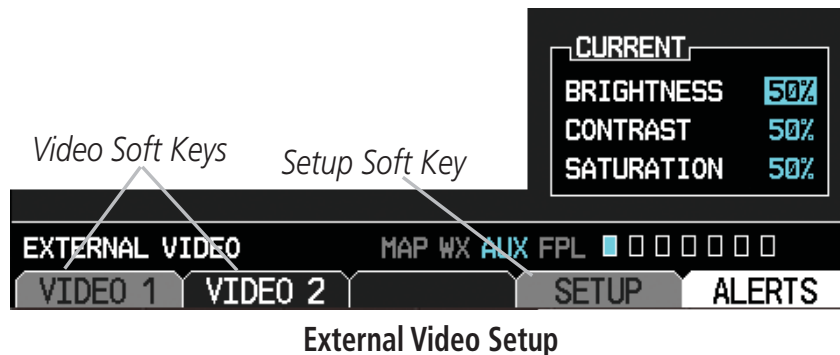 CURRENT
BRIGHTNESS 50%
CONTRAST 50%
SATURATION 50%
Video Soft Keys
Setup Soft Key
EXTERNAL VIDEO MAP WX AUX FPL
VIDEO 1 VIDEO 2 SETUP ALERTS
External Video Setup